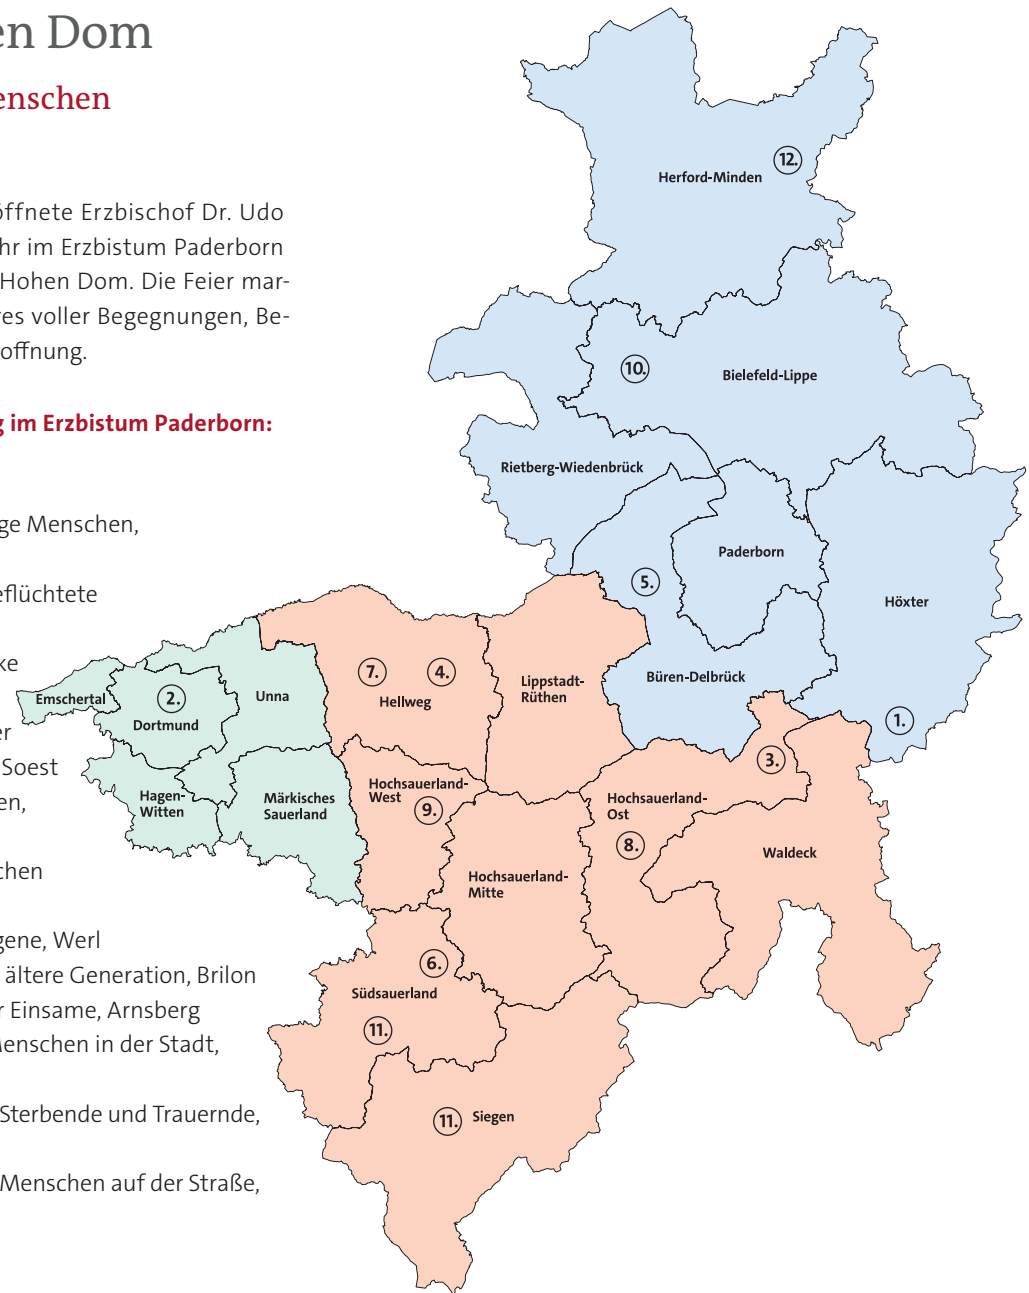 en Dom
enschen
öffnete Erzbischof Dr. Udo
hr im Erzbistum Paderborn
Hohen Dom. Die Feier mar-
res voller Begegnungen, Be-
offnung.
g im Erzbistum Paderborn:
ge Menschen,
eflüchtete
ke
er
Soest
en,
chen
gene, Werl
ältere Generation, Brilon
r Einsame, Arnsberg
Menschen in der Stadt,
Sterbende und Trauernde,
Menschen auf der Straße,
12.
Herford-Minden
10.
Bielefeld-Lippe
Rietberg-Wiedenbrück
Paderborn
5.
Höxter
Büren-Delbrück
1.
7.
4.
Hellweg
Lippstadt-
Rüthen
Emschertal
2.
Dortmund
Unna
Hagen-
Witten
Märkisches
Sauerland
Hochsauerland-
West
9.
3.
Hochsauerland-
Ost
8.
Waldeck
Hochsauerland-
Mitte
6.
Südsauerland
11.
11.
Siegen